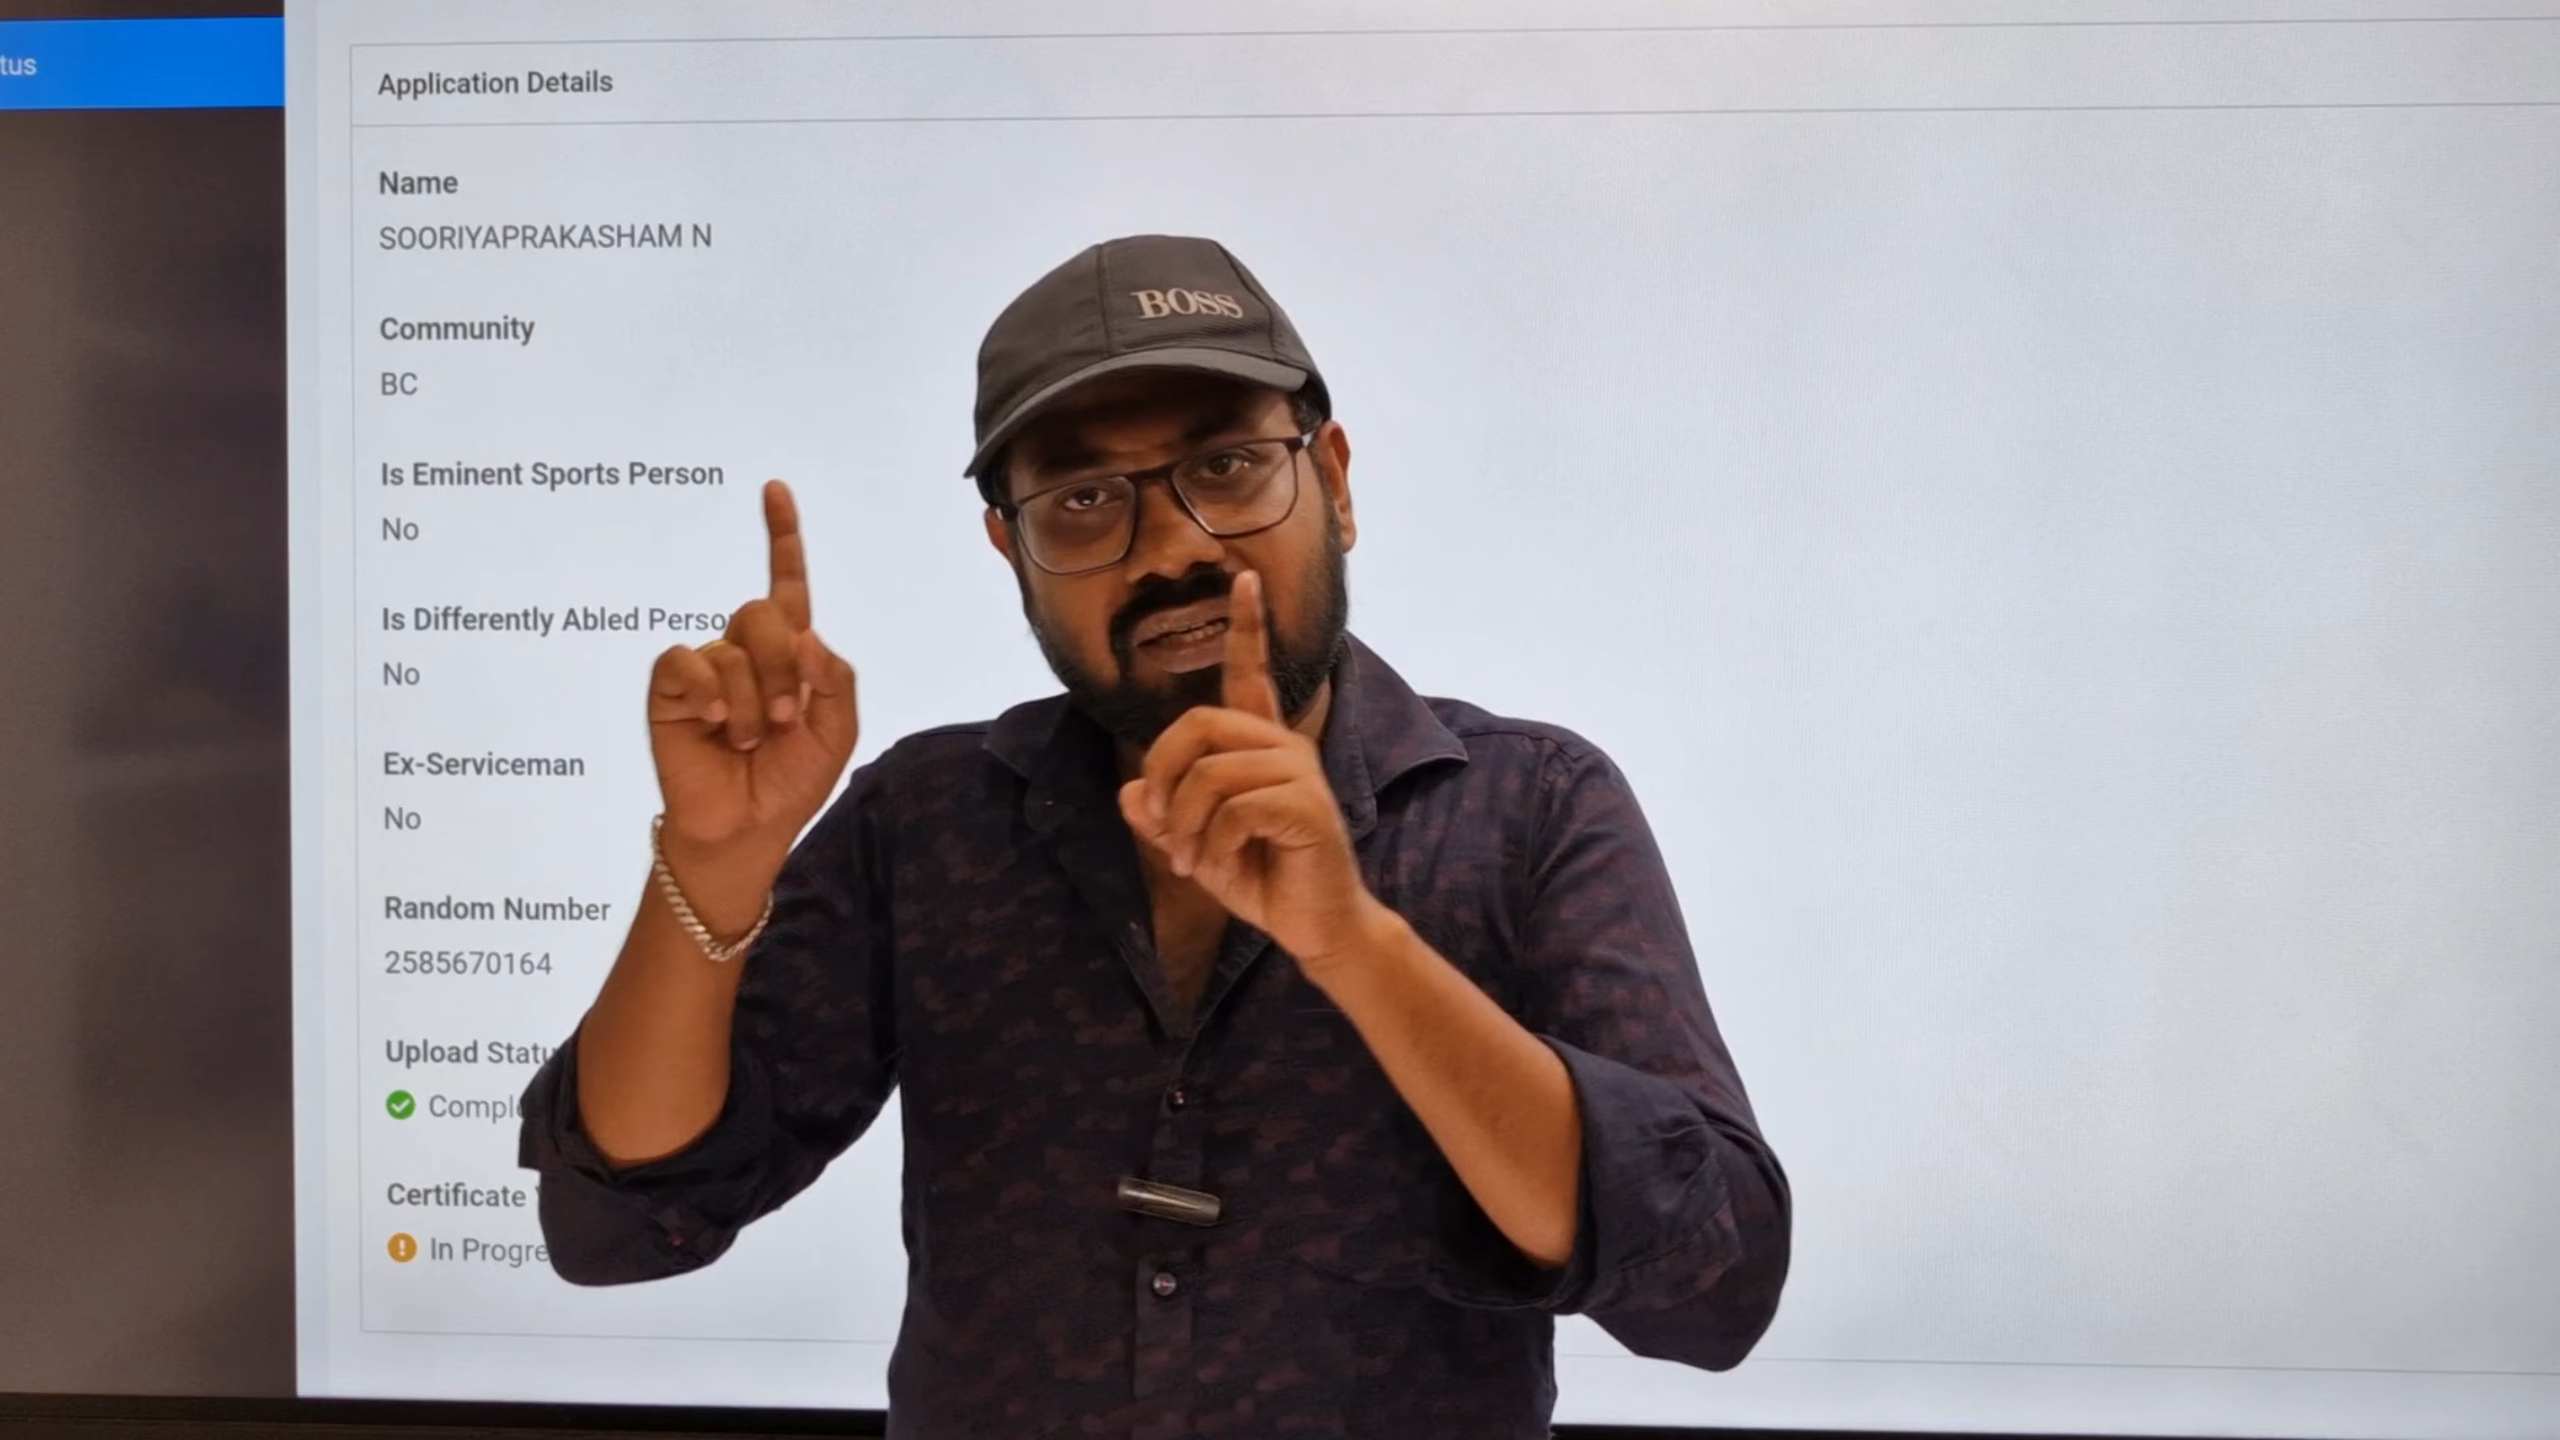 tus
Application Details
Name
SOORIYAPRAKASHAM N
Community
BC
Is Eminent Sports Person
No
Is Differently Abled Perso
No
Ex-Serviceman
No
Random Number
2585670164
Upload Statu
Comple
Certificate
In Progre
BOSS